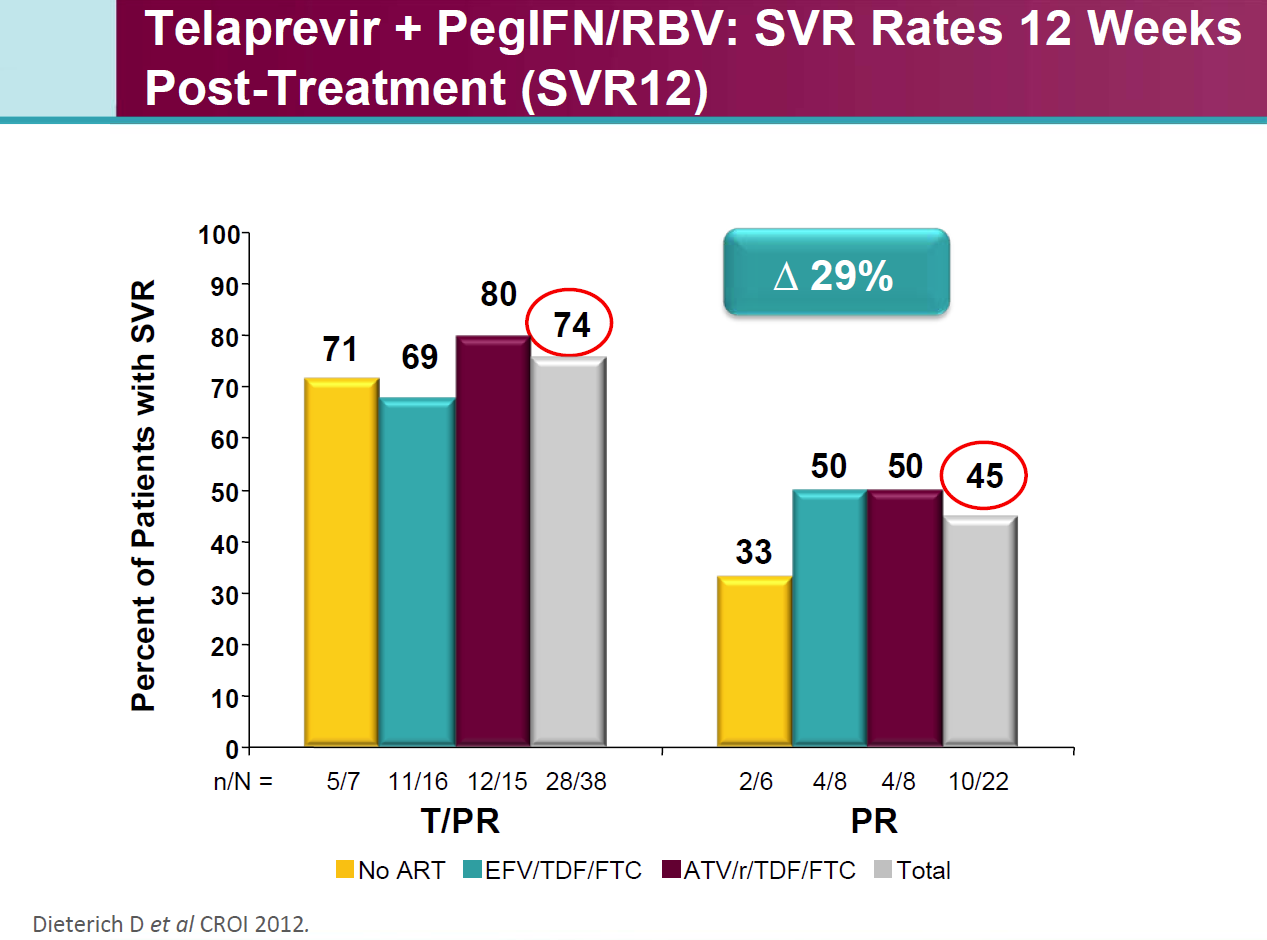 Telaprevir + PegIFN/RBV: SVR Rates 12 Weeks
Post-Treatment (SVR12)
Δ 29%
Percent of Patients with SVR
100
90
80
70
60
50
40
30
20
10
0
71
69
80
74
33
50
50
45
n/N = 5/7 11/16 12/15 28/38 2/6 4/8 4/8 10/22
T/PR PR
No ART EFV/TDF/FTC ATV/r/TDF/FTC Total
Dieterich D et al CROI 2012.